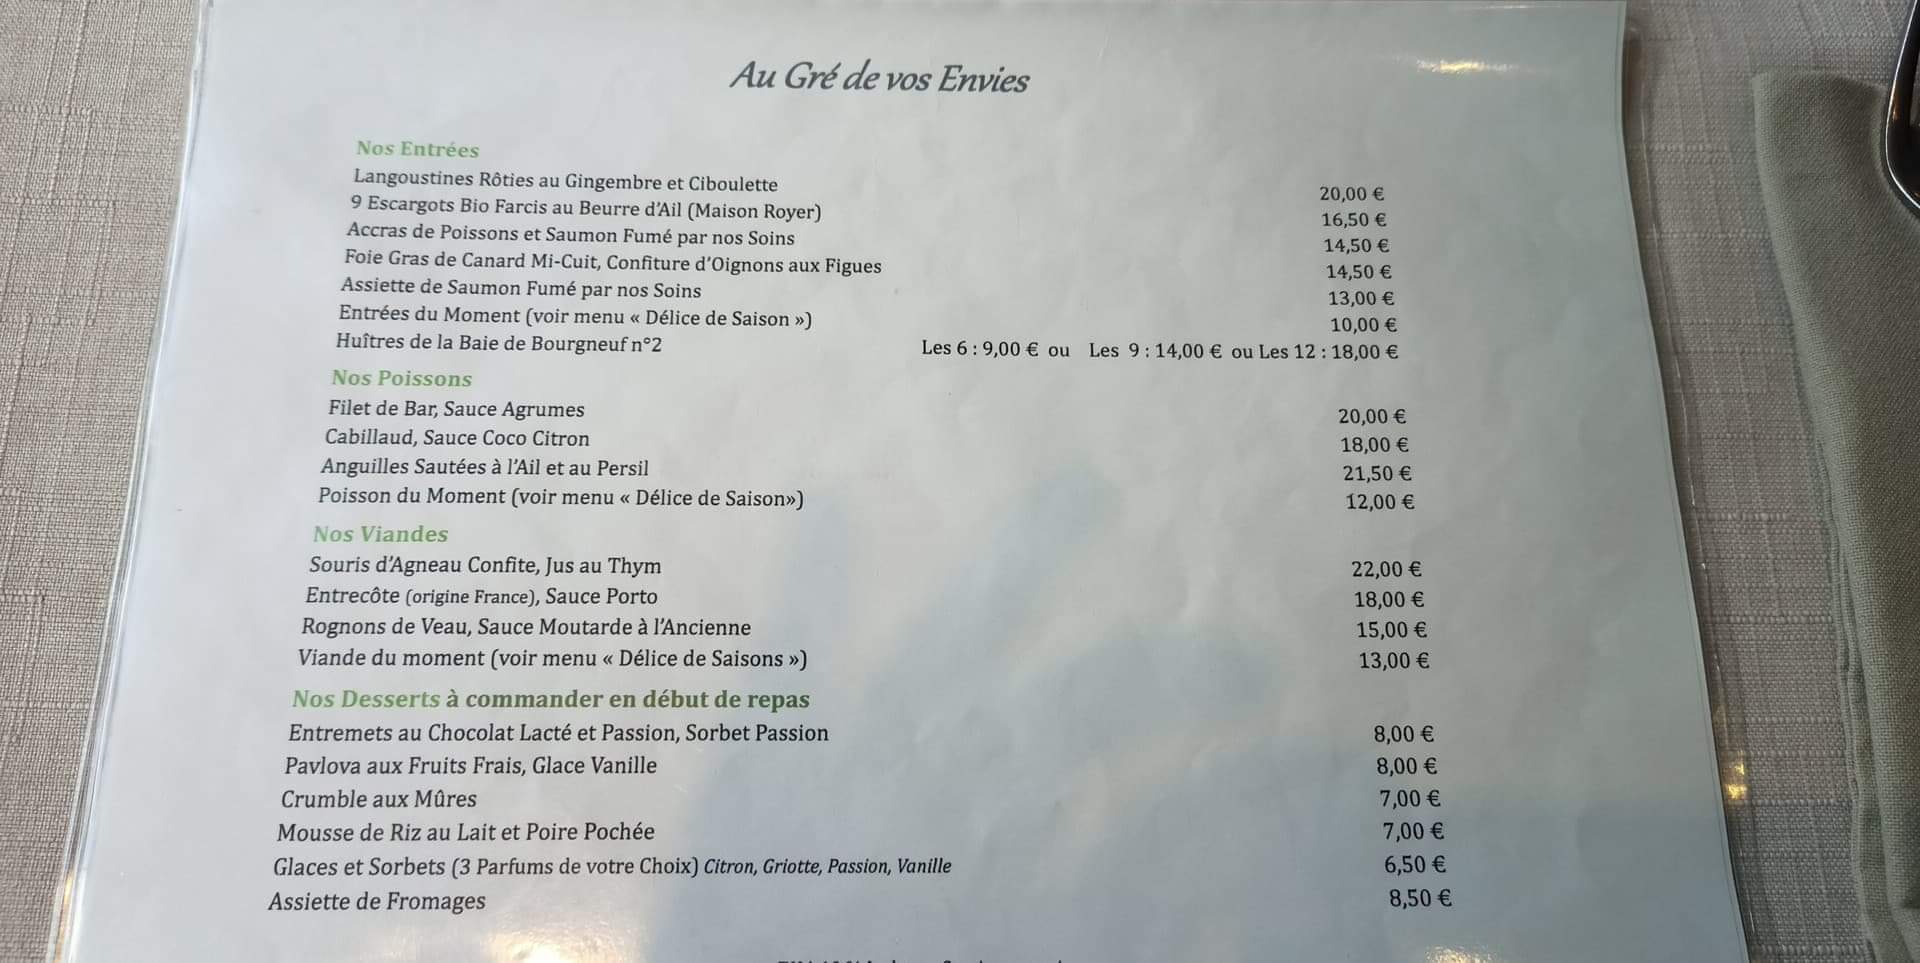 Au Gré de vos Envies
Nos Entrées
Langoustines Rôties au Gingembre et Ciboulette 20,00 €
9 Escargots Bio Farcis au Beurre d'Ail (Maison Royer) 16,50 €
Accras de Poissons et Saumon Fumé par nos Soins 14,50 €
Foie Gras de Canard Mi-Cuit, Confiture d'Oignons aux Figues 14,50 €
Assiette de Saumon Fumé par nos Soins 13,00 €
Entrées du Moment (voir menu « Délice de Saison ») 10,00 €
Huîtres de la Baie de Bourgneuf n°2 Les 6 : 9,00 € ou Les 9 : 14,00 € ou Les 12 : 18,00 €
Nos Poissons
Filet de Bar, Sauce Agrumes 20,00 €
Cabillaud, Sauce Coco Citron 18,00 €
Anguilles Sautées à l'Ail et au Persil 21,50 €
Poisson du Moment (voir menu « Délice de Saison») 12,00 €
Nos Viandes
Souris d'Agneau Confite, Jus au Thym 22,00 €
Entrecôte (origine France), Sauce Porto 18,00 €
Rognons de Veau, Sauce Moutarde à l'Ancienne 15,00 €
Viande du moment (voir menu « Délice de Saisons ») 13,00 €
Nos Desserts à commander en début de repas
Entremets au Chocolat Lacté et Passion, Sorbet Passion 8,00 €
Pavlova aux Fruits Frais, Glace Vanille 8,00 €
Crumble aux Mûres 7,00 €
Mousse de Riz au Lait et Poire Pochée 7,00 €
Glaces et Sorbets (3 Parfums de votre Choix) Citron, Griotte, Passion, Vanille 6,50 €
Assiette de Fromages 8,50 €